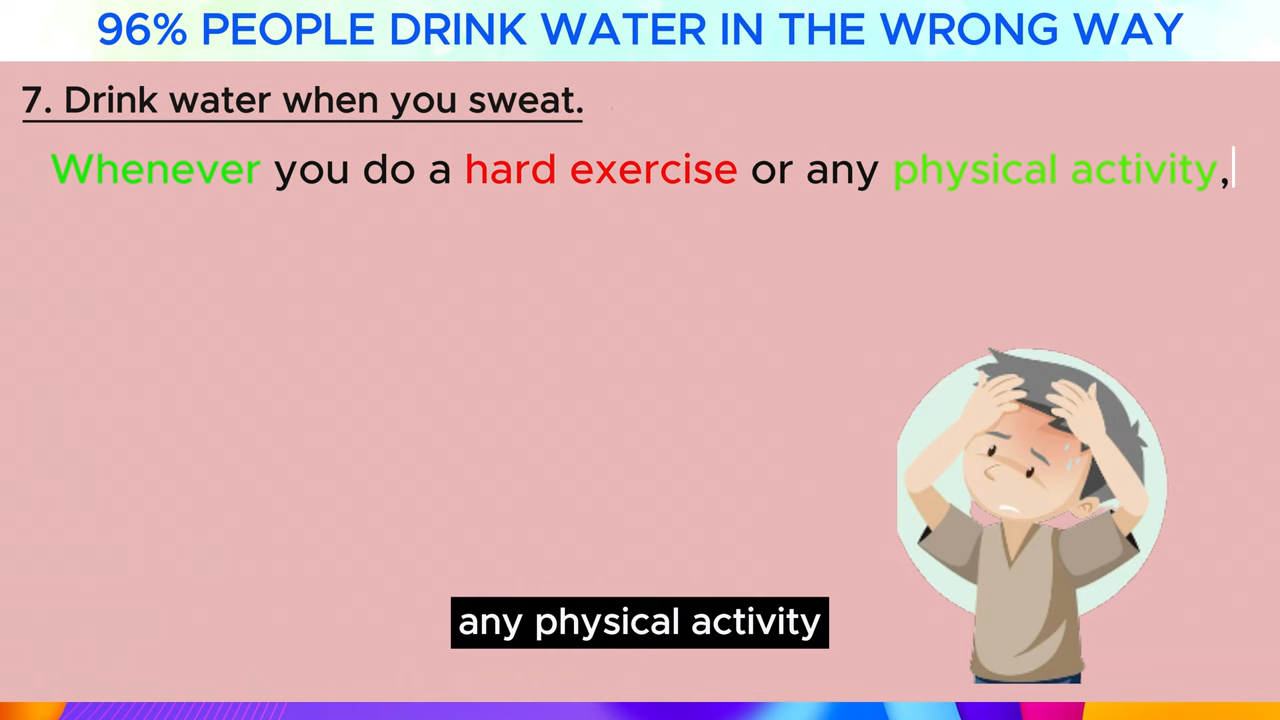 96% PEOPLE DRINK WATER IN THE WRONG WAY
7. Drink water when you sweat.
Whenever you do a hard exercise or any physical activity,
any physical activity